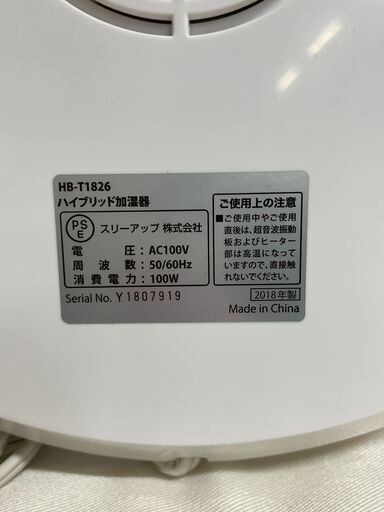 HB-T1826
ハイブリッド加湿器
PSE
スリーアップ 株式会社
電圧:AC100V
周波数:50/60Hz
消費電力:100W
Serial No. Y1807919
ご使用上の注意
■ご使用中やご使用
直後は、超音波振動
板およびヒーター
部は高温になって
いますので、直接触
れないでください。
2018年製
Made in China